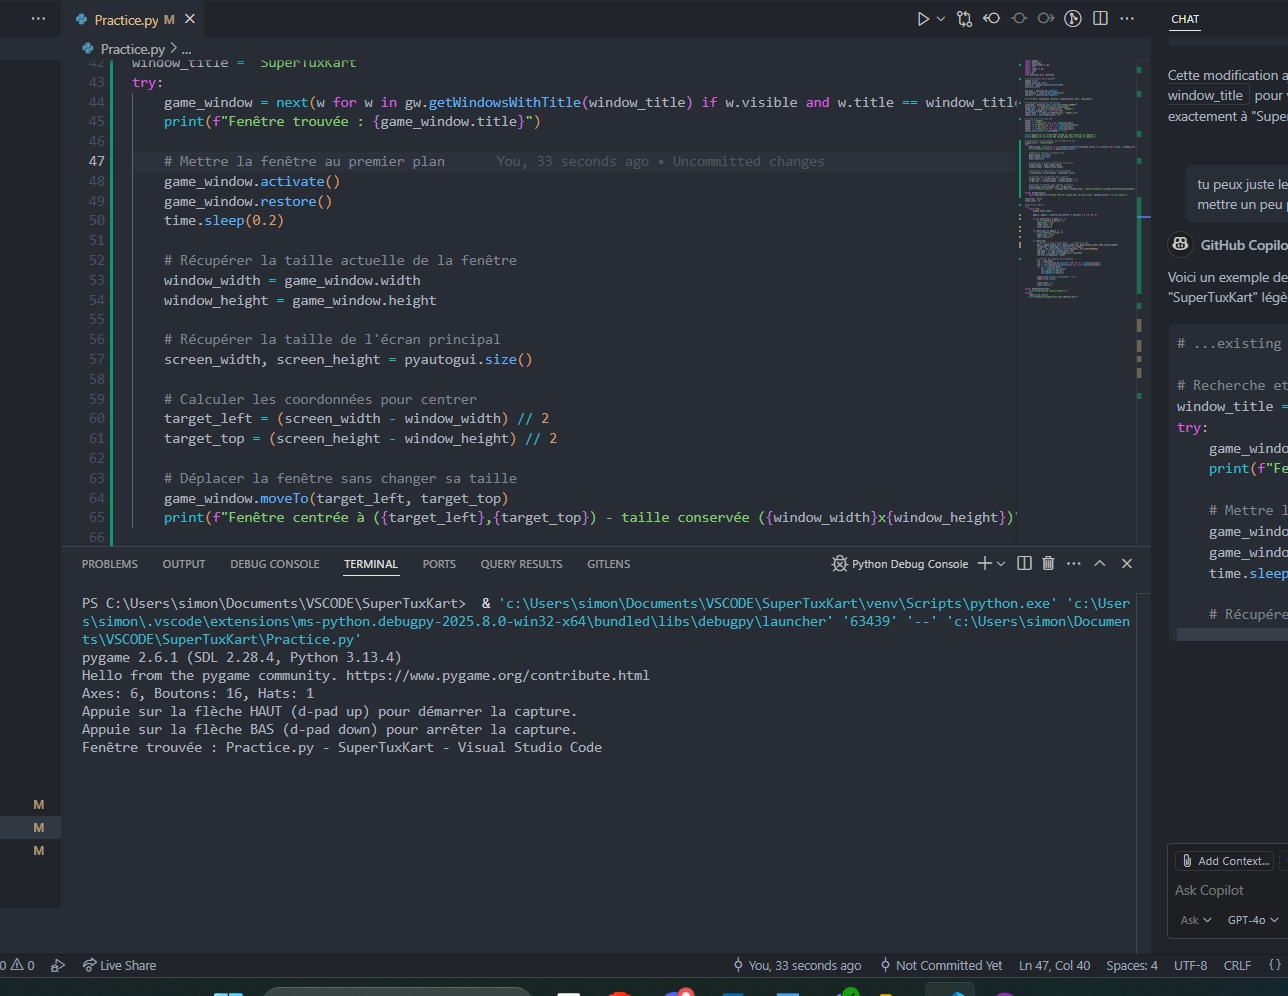 Practice.py M
CHAT
Practice.py > ...
42 window_title = "SuperTuxKart"
43 try:
44 game_window = next(w for w in gw.getWindowsWithTitle(window_title) if w.visible and w.title == window_titl
45 print(f"Fenêtre trouvée : {game_window.title}")
46
47 # Mettre la fenêtre au premier plan You, 33 seconds ago • Uncommitted changes
48 game_window.activate()
49 game_window.restore()
50 time.sleep(0.2)
51
52 # Récupérer la taille actuelle de la fenêtre
53 window_width = game_window.width
54 window_height = game_window.height
55
56 # Récupérer la taille de l'écran principal
57 screen_width, screen_height = pyautogui.size()
58
59 # Calculer les coordonnées pour centrer
60 target_left = (screen_width - window_width) // 2
61 target_top = (screen_height - window_height) // 2
62
63 # Déplacer la fenêtre sans changer sa taille
64 game_window.moveTo(target_left, target_top)
65 print(f"Fenêtre centrée à ({target_left},{target_top}) - taille conservée ({window_width}x{window_height})"
66
PROBLEMS OUTPUT DEBUG CONSOLE TERMINAL PORTS QUERY RESULTS GITLENS
Python Debug Console
PS C:\Users\simon\Documents\VSCODE\SuperTuxKart> & 'c:\Users\simon\Documents\VSCODE\SuperTuxKart\venv\Scripts\python.exe' 'c:\User
s\simon\.vscode\extensions\ms-python.debugpy-2025.8.0-win32-x64\bundled\libs\debugpy\launcher' '63439' '--' 'c:\Users\simon\Documen
ts\VSCODE\SuperTuxKart\Practice.py'
pygame 2.6.1 (SDL 2.28.4, Python 3.13.4)
Hello from the pygame community. https://www.pygame.org/contribute.html
Axes: 6, Boutons: 16, Hats: 1
Appuie sur la flèche HAUT (d-pad up) pour démarrer la capture.
Appuie sur la flèche BAS (d-pad down) pour arrêter la capture.
Fenêtre trouvée : Practice.py - SuperTuxKart - Visual Studio Code
M
M
M
Cette modification a
window_title pour
exactement à "Super
tu peux juste le
mettre un peu
GitHub Copilo
Voici un exemple de
"SuperTuxKart" légè
# ...existing
# Recherche et
window_title =
try:
game_windo
print(f"Fe
# Mettre l
game_windo
game_windo
time.sleep
# Récupére
Add Context...
Ask Copilot
Ask GPT-4o
0 0 Live Share You, 33 seconds ago Not Committed Yet Ln 47, Col 40 Spaces: 4 UTF-8 CRLF {}